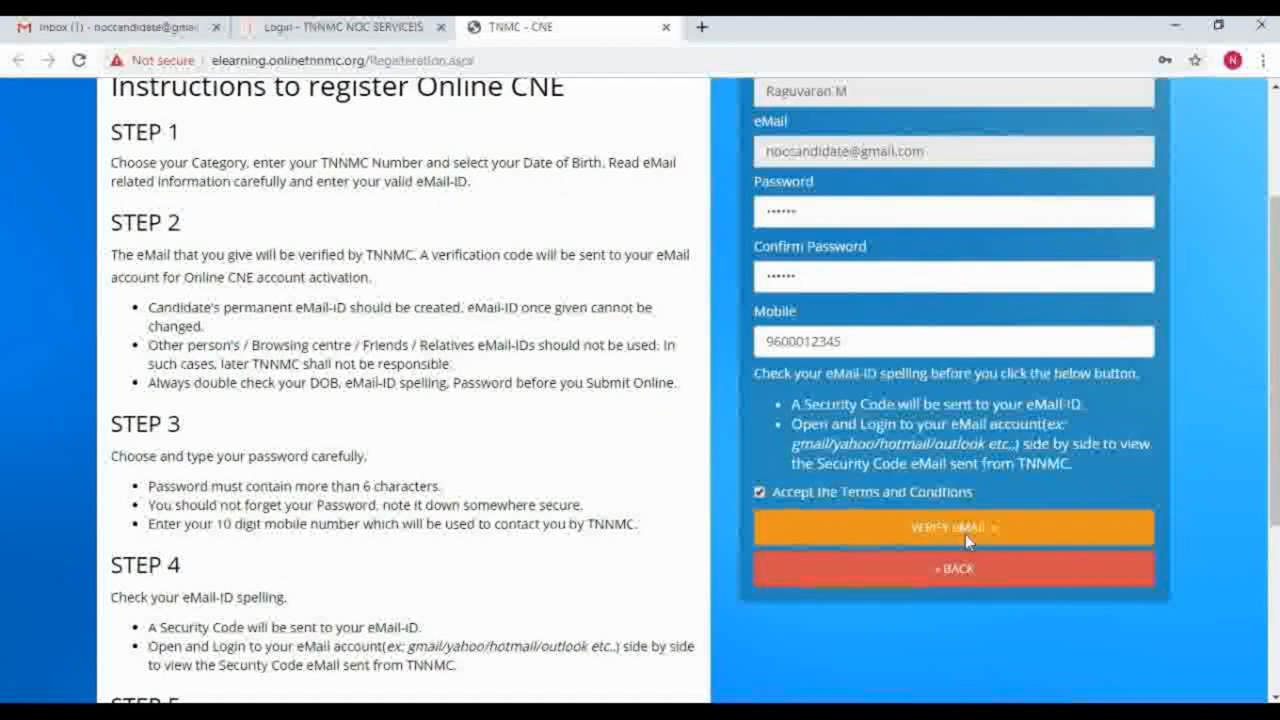 Inbox (1) - noccandidate@gmai
Login - TNNMC NOC SERVICEIS
TNMC - CNE
Not secure
elearning.onlinetnnmc.org/Registeration.aspx
N
Instructions to register Online CNE
STEP 1
Choose your Category, enter your TNNMC Number and select your Date of Birth. Read eMail
related information carefully and enter your valid eMail-ID.
STEP 2
The eMail that you give will be verified by TNNMC. A verification code will be sent to your eMail
account for Online CNE account activation.
Candidate's permanent eMail-ID should be created. eMail-ID once given cannot be
changed.
Other person's / Browsing centre / Friends / Relatives eMail-IDs should not be used. In
such cases, later TNNMC shall not be responsible.
Always double check your DOB, eMail-ID spelling, Password before you Submit Online.
STEP 3
Choose and type your password carefully.
Password must contain more than 6 characters.
You should not forget your Password, note it down somewhere secure.
Enter your 10 digit mobile number which will be used to contact you by TNNMC.
STEP 4
Check your eMail-ID spelling.
A Security Code will be sent to your eMail-ID.
Open and Login to your eMail account(ex: gmail/yahoo/hotmail/outlook etc..) side by side
to view the Security Code eMail sent from TNNMC.
STEP 5
Raguvaran M
eMail
noccandidate@gmail.com
Password
••••••
Confirm Password
••••••
Mobile
9600012345
Check your eMail-ID spelling before you click the below button.
A Security Code will be sent to your eMail-ID.
Open and Login to your eMail account(ex:
gmail/yahoo/hotmail/outlook etc..) side by side to view
the Security Code eMail sent from TNNMC.
Accept the Terms and Condtions
VERIFY eMAIL »
« BACK